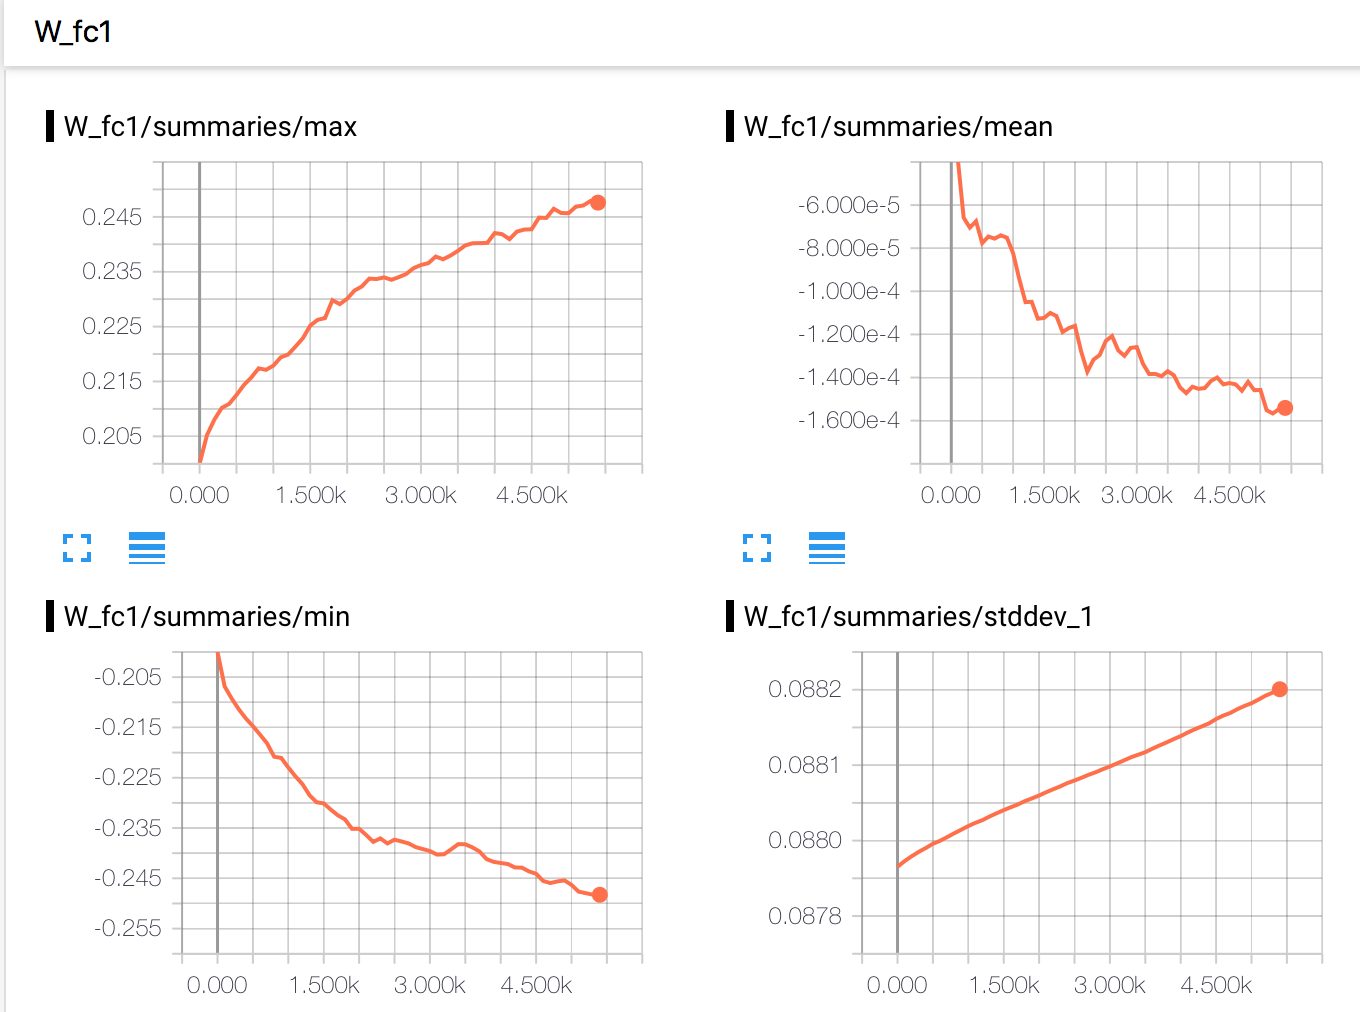 W_fc1
W_fc1/summaries/max
0.245
0.235
0.225
0.215
0.205
0.000 1.500k 3.000k 4.500k
W_fc1/summaries/mean
-6.000e-5
-8.000e-5
-1.000e-4
-1.200e-4
-1.400e-4
-1.600e-4
0.000 1.500k 3.000k 4.500k
W_fc1/summaries/min
-0.205
-0.215
-0.225
-0.235
-0.245
-0.255
0.000 1.500k 3.000k 4.500k
W_fc1/summaries/stddev_1
0.0882
0.0881
0.0880
0.0878
0.000 1.500k 3.000k 4.500k